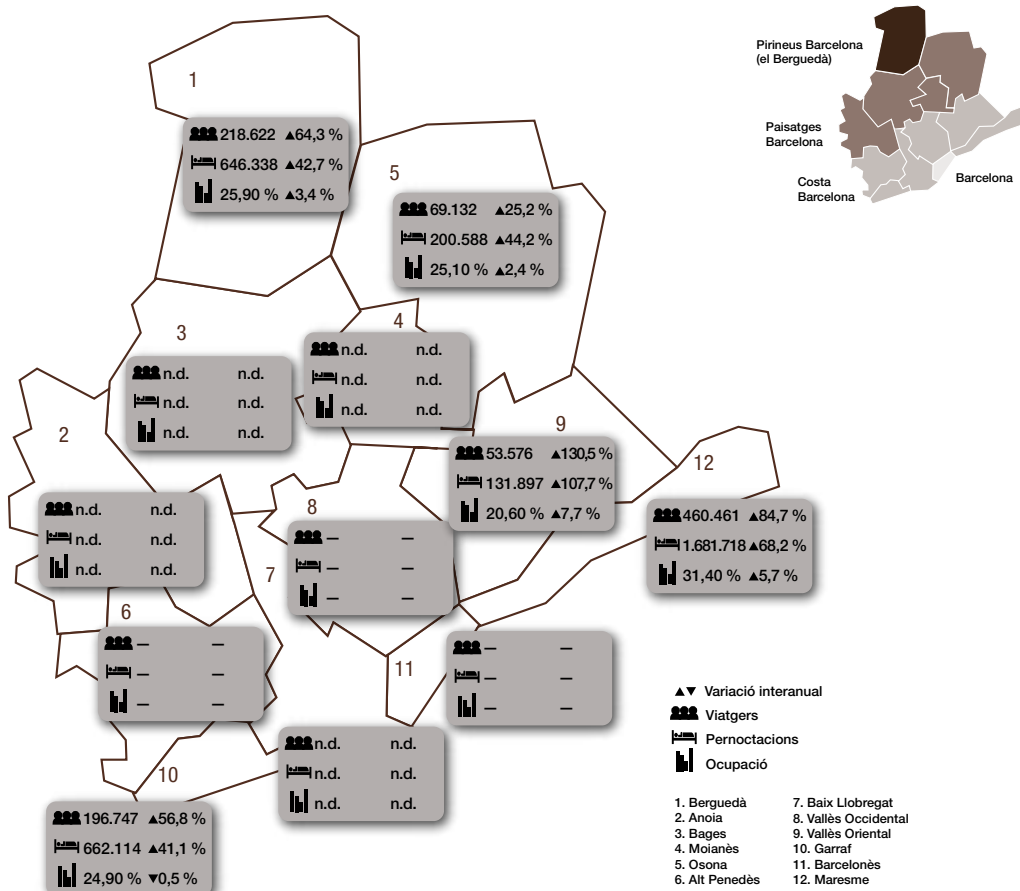 Pirineus Barcelona
(el Berguedà)
Paisatges
Barcelona
Costa
Barcelona
Barcelona
1
218.622 ▲64,3 %
646.338 ▲42,7 %
25,90 % ▲3,4 %
5
69.132 ▲25,2 %
200.588 ▲44,2 %
25,10 % ▲2,4 %
3
n.d. n.d.
n.d. n.d.
n.d. n.d.
4
n.d. n.d.
n.d. n.d.
n.d. n.d.
2
n.d. n.d.
n.d. n.d.
n.d. n.d.
9
53.576 ▲130,5 %
131.897 ▲107,7 %
20,60 % ▲7,7 %
12
460.461 ▲84,7 %
1.681.718 ▲68,2 %
31,40 % ▲5,7 %
8
– –
– –
– –
7
n.d. n.d.
n.d. n.d.
n.d. n.d.
6
– –
– –
– –
11
– –
– –
– –
10
196.747 ▲56,8 %
662.114 ▲41,1 %
24,90 % ▼0,5 %
▲▼ Variació interanual
Viatgers
Pernoctacions
Ocupació
1. Berguedà
2. Anoia
3. Bages
4. Moianès
5. Osona
6. Alt Penedès
7. Baix Llobregat
8. Vallès Occidental
9. Vallès Oriental
10. Garraf
11. Barcelonès
12. Maresme